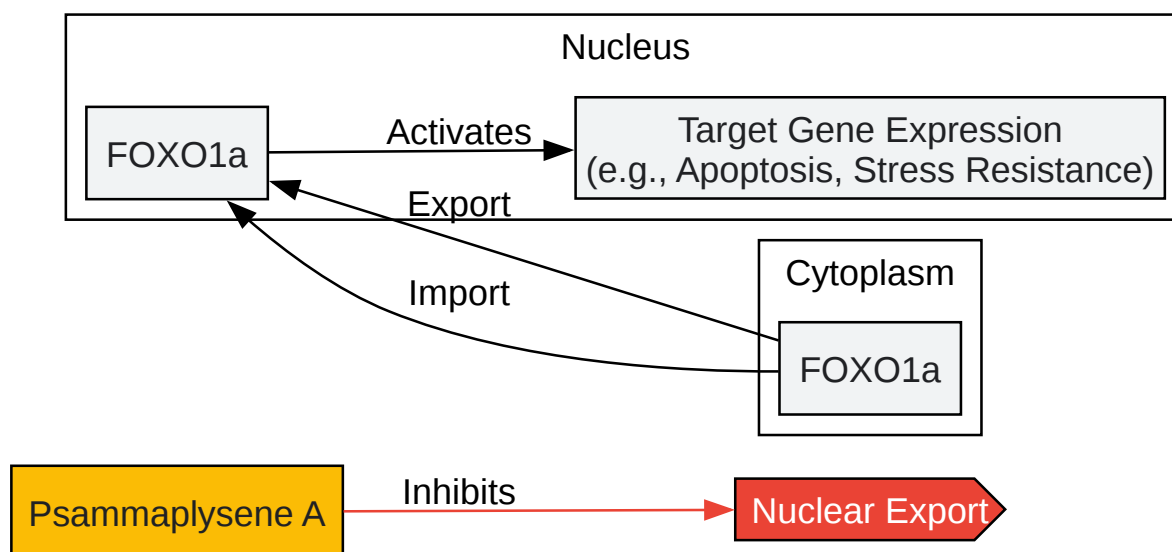 Nucleus
FOXO1a
Activates
Target Gene Expression
(e.g., Apoptosis, Stress Resistance)
Export
Import
Cytoplasm
FOXO1a
Psammaplysene A
Inhibits
Nuclear Export